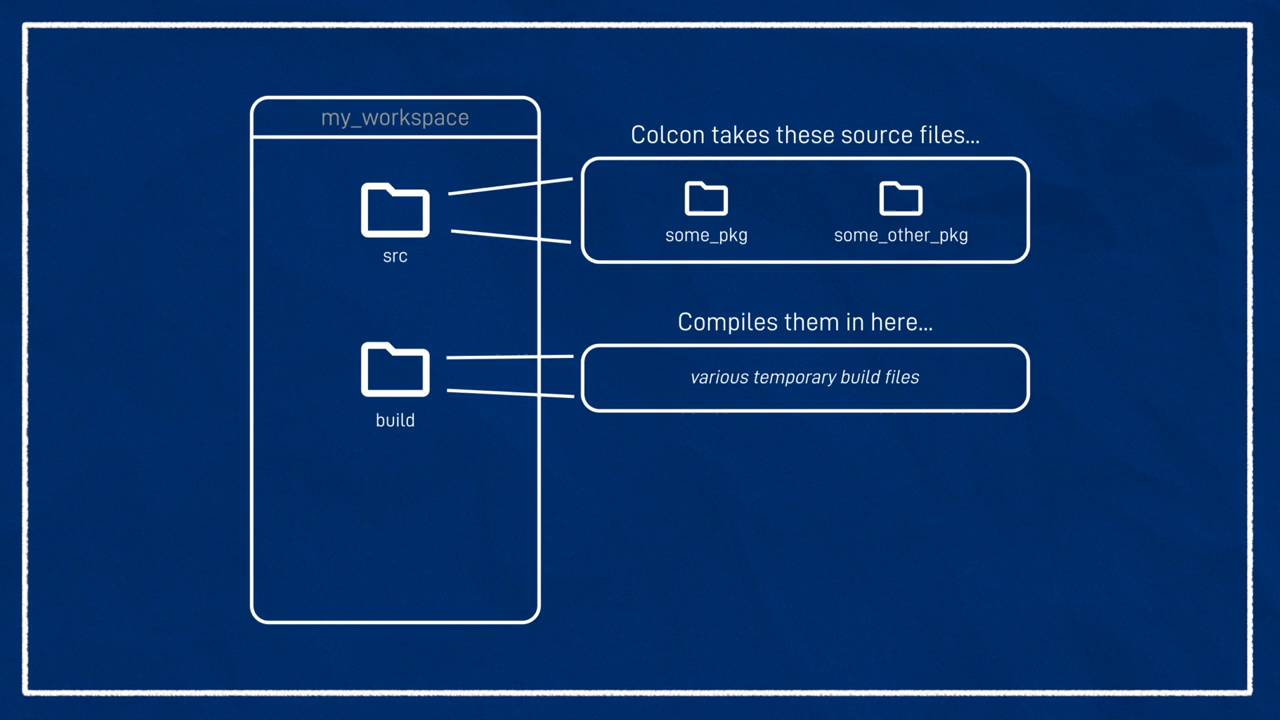 my_workspace
Colcon takes these source files...
some_pkg
some_other_pkg
src
Compiles them in here...
various temporary build files
build